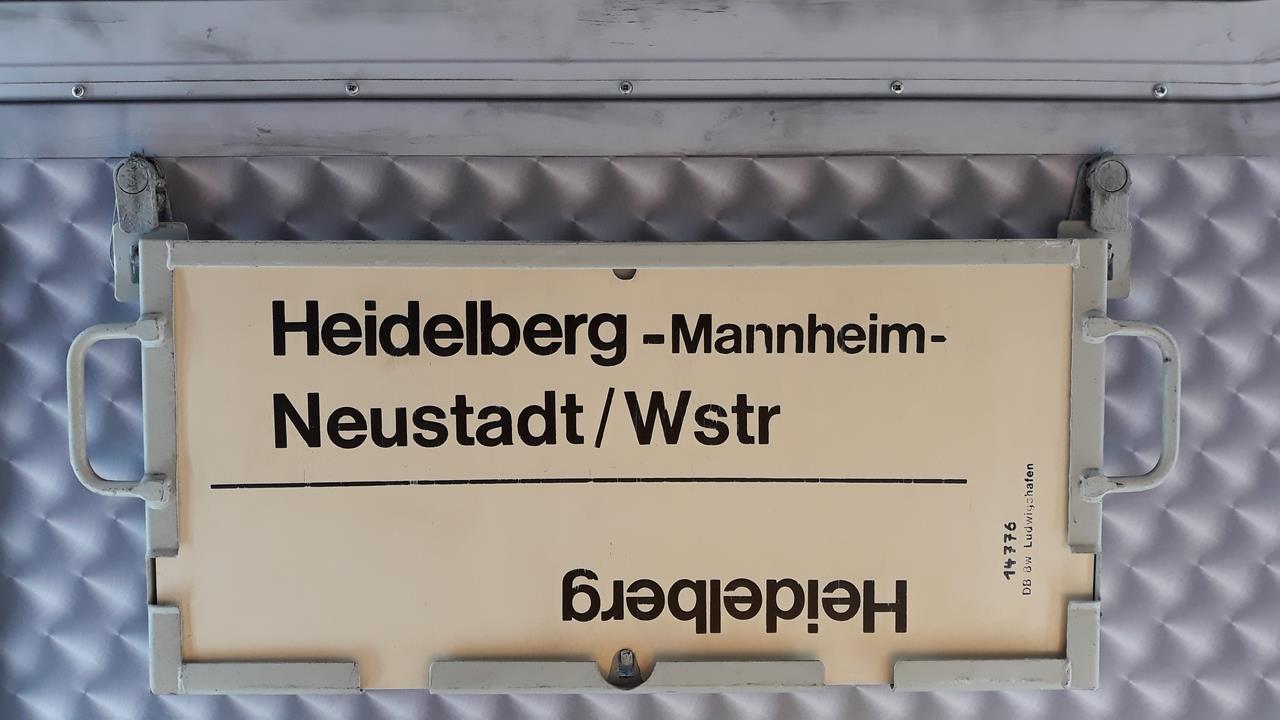 Heidelberg -Mannheim-
Neustadt / Wstr
Heidelberg
14776
DB Bw Ludwigshafen